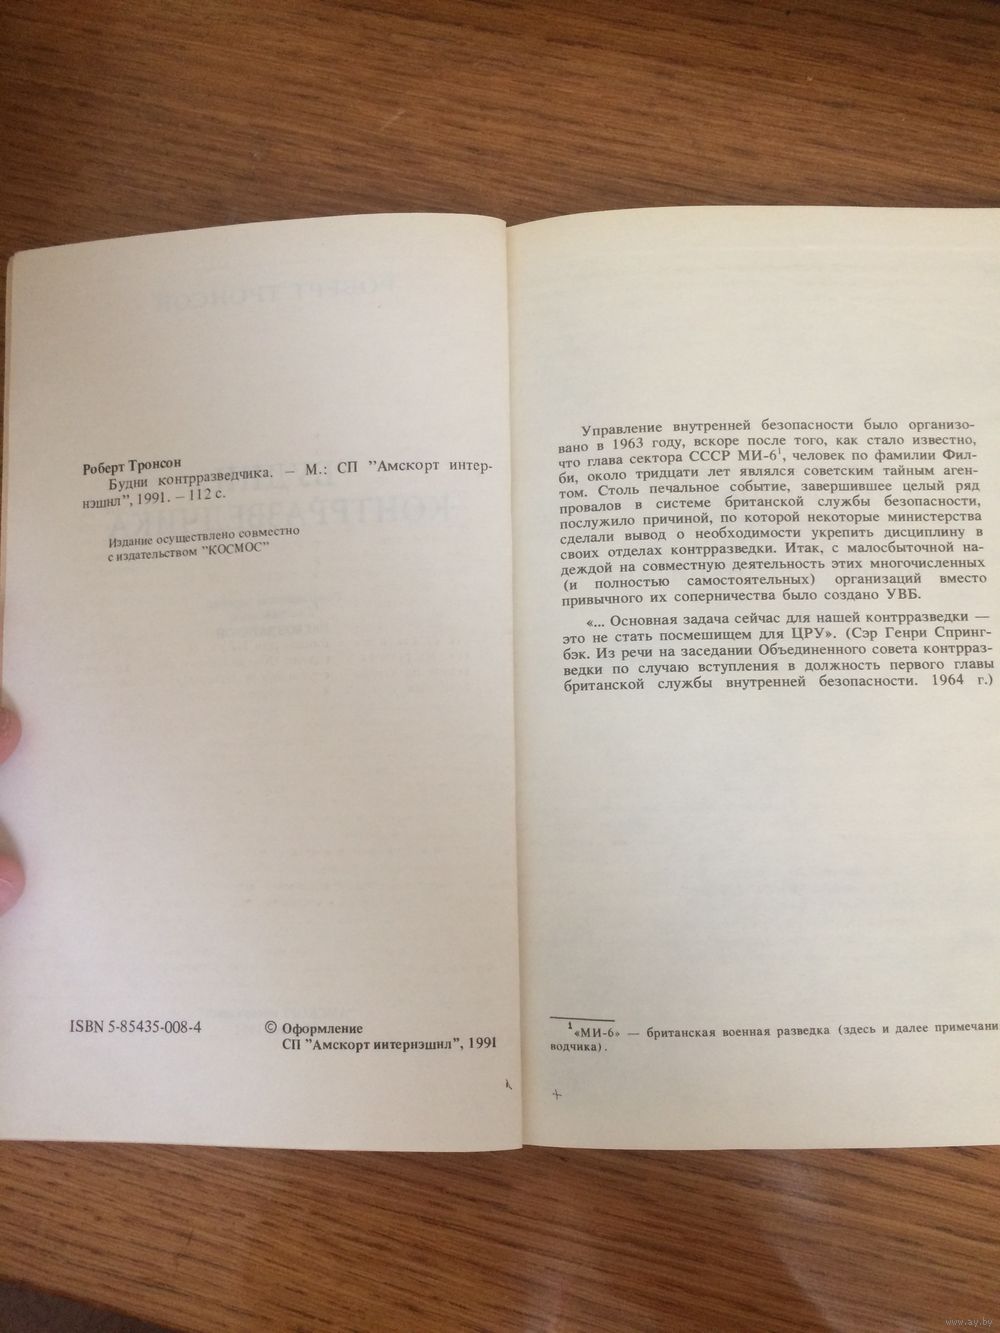 Роберт Тронсон
Будни контрразведчика. – М.: СП ”Амскорт интер-
нэшнл”, 1991. – 112 с.
Издание осуществлено совместно
с издательством ”КОСМОС”
ISBN 5-85435-008-4
© Оформление
СП ”Амскорт интернэшнл”, 1991
Управление внутренней безопасности было организо-
вано в 1963 году, вскоре после того, как стало известно,
что глава сектора СССР МИ-6¹, человек по фамилии Фил-
би, около тридцати лет являлся советским тайным аген-
том. Столь печальное событие, завершившее целый ряд
провалов в системе британской службы безопасности,
послужило причиной, по которой некоторые министерства
сделали вывод о необходимости укрепить дисциплину в
своих отделах контрразведки. Итак, с малосбыточной на-
деждой на совместную деятельность этих многочисленных
(и полностью самостоятельных) организаций вместо
привычного их соперничества было создано УВБ.
«... Основная задача сейчас для нашей контрразведки —
это не стать посмешищем для ЦРУ». (Сэр Генри Спринг-
бэк. Из речи на заседании Объединенного совета контрраз-
ведки по случаю вступления в должность первого главы
британской службы внутренней безопасности. 1964 г.)
¹«МИ-6» — британская военная разведка (здесь и далее примечани
водчика).
www.ay.by